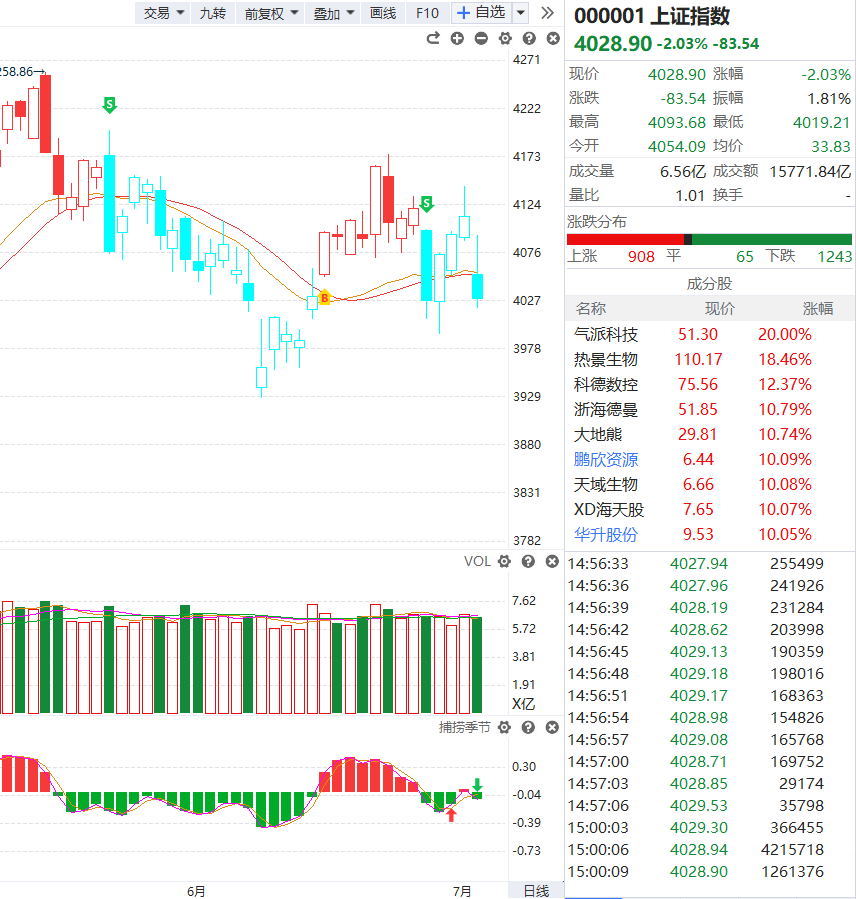 交易 九转 前复权 叠加 画线 F10 自选
000001 上证指数
4028.90 -2.03% -83.54
现价 4028.90 涨幅 -2.03%
涨跌 -83.54 振幅 1.81%
最高 4093.68 最低 4019.21
今开 4054.09 均价 33.83
成交量 6.56亿 成交额 15771.84亿
量比 1.01 换手 -
涨跌分布
上涨 908 平 65 下跌 1243
成分股
名称 现价 涨幅
气派科技 51.30 20.00%
热景生物 110.17 18.46%
科德数控 75.56 12.37%
浙海德曼 51.85 10.79%
大地熊 29.81 10.74%
鹏欣资源 6.44 10.09%
天域生物 6.66 10.08%
XD海天股 7.65 10.07%
华升股份 9.53 10.05%
14:56:33 4027.94 255499
14:56:36 4027.96 241926
14:56:39 4028.19 231284
14:56:42 4028.62 203998
14:56:45 4029.13 190359
14:56:48 4029.18 198016
14:56:51 4029.17 168363
14:56:54 4028.98 154826
14:56:57 4029.08 165768
14:57:00 4028.71 169752
14:57:03 4028.85 29174
14:57:06 4029.53 35798
15:00:03 4029.30 366455
15:00:06 4028.94 4215718
15:00:09 4028.90 1261376
258.86
S
S
B
4271
4222
4173
4124
4076
4027
3978
3929
3880
3831
3782
VOL
7.62
5.72
3.81
1.91
X亿
捕捞季节
0.30
-0.04
-0.39
-0.73
6月 7月 日线